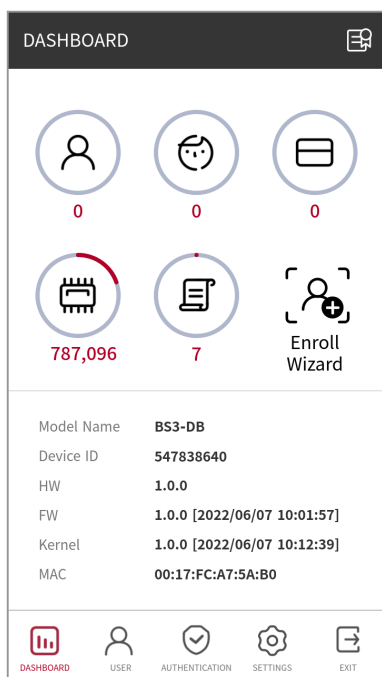 DASHBOARD
0 0 0
787,096 7 Enroll
Wizard
Model Name BS3-DB
Device ID 547838640
HW 1.0.0
FW 1.0.0 [2022/06/07 10:01:57]
Kernel 1.0.0 [2022/06/07 10:12:39]
MAC 00:17:FC:A7:5A:B0
DASHBOARD USER AUTHENTICATION SETTINGS EXIT